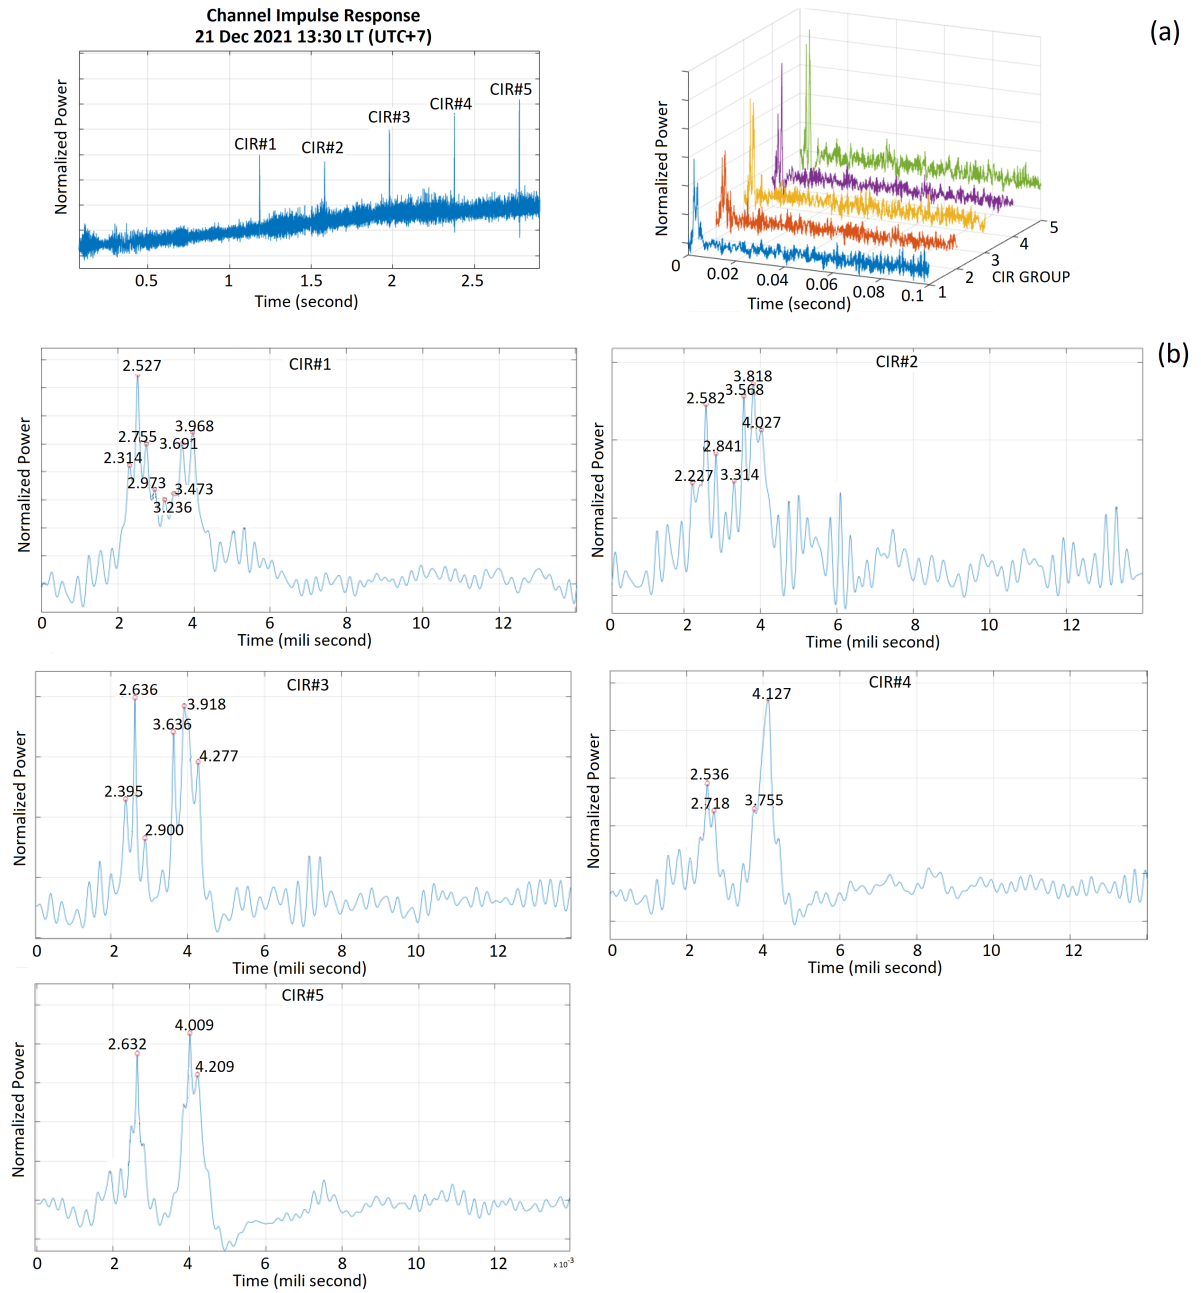 Channel Impulse Response
21 Dec 2021 13:30 LT (UTC+7)
Normalized Power
CIR#1
CIR#2
CIR#3
CIR#4
CIR#5
0.5 1 1.5 2 2.5
Time (second)
(a)
Normalized Power
0 0.02 0.04 0.06 0.08 0.1
Time (second)
1 2 3 4 5
CIR GROUP
(b)
CIR#1
Normalized Power
2.527
2.755
2.314
2.973
3.236
3.473
3.691
3.968
0 2 4 6 8 10 12 14
Time (mili second)
CIR#2
Normalized Power
3.818
3.568
2.582
4.027
2.841
2.227
3.314
0 2 4 6 8 10 12
Time (mili second)
CIR#3
Normalized Power
2.636
3.918
3.636
4.277
2.395
2.900
0 2 4 6 8 10 12
Time (mili second)
CIR#4
Normalized Power
4.127
2.536
2.718
3.755
0 2 4 6 8 10 12
Time (mili second)
CIR#5
Normalized Power
4.009
2.632
4.209
0 2 4 6 8 10 12
x 10-3
Time (mili second)